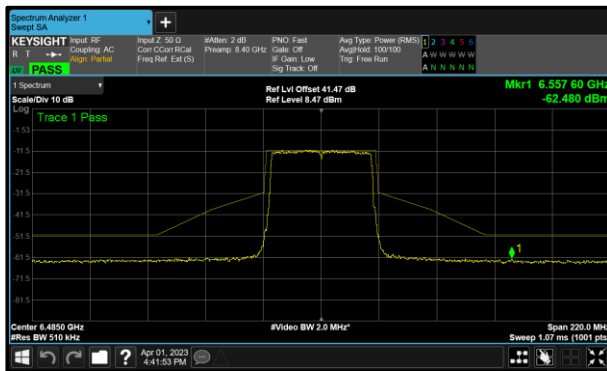 Spectrum Analyzer 1
Swept SA
KEYSIGHT Input: RF Input Z: 50 Ω #Atten: 2 dB PNO: Fast Avg Type: Power (RMS) 1 2 3 4 5 6
R T Coupling: AC Corr CCorr RCal Preamp: 8.40 GHz Gate: Off Avg|Hold: 100/100 A W W W W W
Align: Partial Freq Ref: Ext (S) IF Gain: Low Trig: Free Run
PASS Sig Track: Off A N N N N N
1 Spectrum Ref Lvl Offset 41.47 dB Mkr1 6.557 60 GHz
Scale/Div 10 dB Ref Level 8.47 dBm -62.480 dBm
Log
Trace 1 Pass
-1.53
-11.5
-21.5
-31.5
-41.5
-51.5
1
-61.5
-71.5
-81.5
Center 6.4850 GHz #Video BW 2.0 MHz* Span 220.0 MHz
#Res BW 510 kHz Sweep 1.07 ms (1001 pts)
Apr 01, 2023
4:41:53 PM